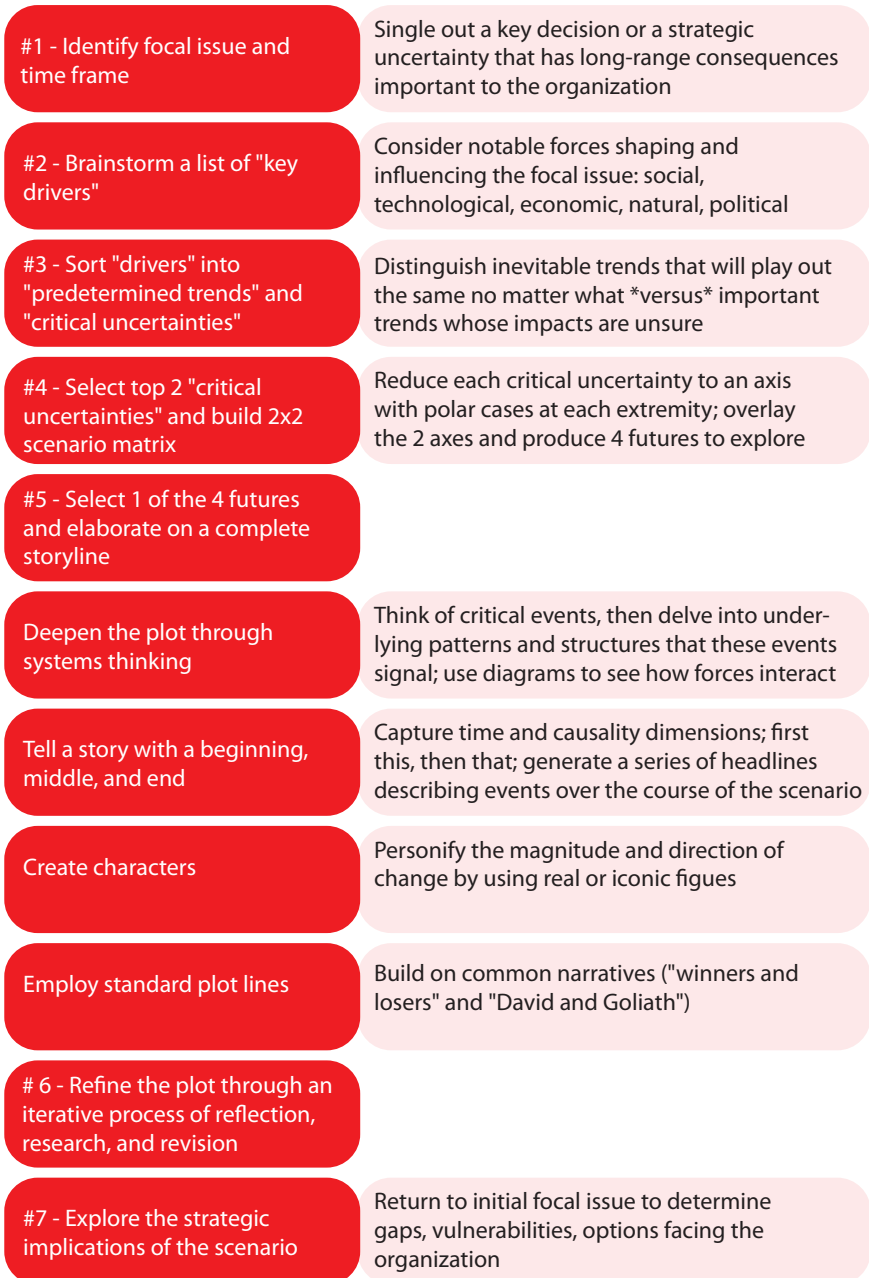 #1 - Identify focal issue and
time frame
Single out a key decision or a strategic
uncertainty that has long-range consequences
important to the organization
#2 - Brainstorm a list of "key
drivers"
Consider notable forces shaping and
influencing the focal issue: social,
technological, economic, natural, political
#3 - Sort "drivers" into
"predetermined trends" and
"critical uncertainties"
Distinguish inevitable trends that will play out
the same no matter what *versus* important
trends whose impacts are unsure
#4 - Select top 2 "critical
uncertainties" and build 2x2
scenario matrix
Reduce each critical uncertainty to an axis
with polar cases at each extremity; overlay
the 2 axes and produce 4 futures to explore
#5 - Select 1 of the 4 futures
and elaborate on a complete
storyline
Deepen the plot through
systems thinking
Think of critical events, then delve into under-
lying patterns and structures that these events
signal; use diagrams to see how forces interact
Tell a story with a beginning,
middle, and end
Capture time and causality dimensions; first
this, then that; generate a series of headlines
describing events over the course of the scenario
Create characters
Personify the magnitude and direction of
change by using real or iconic figues
Employ standard plot lines
Build on common narratives ("winners and
losers" and "David and Goliath")
# 6 - Refine the plot through an
iterative process of reflection,
research, and revision
#7 - Explore the strategic
implications of the scenario
Return to initial focal issue to determine
gaps, vulnerabilities, options facing the
organization